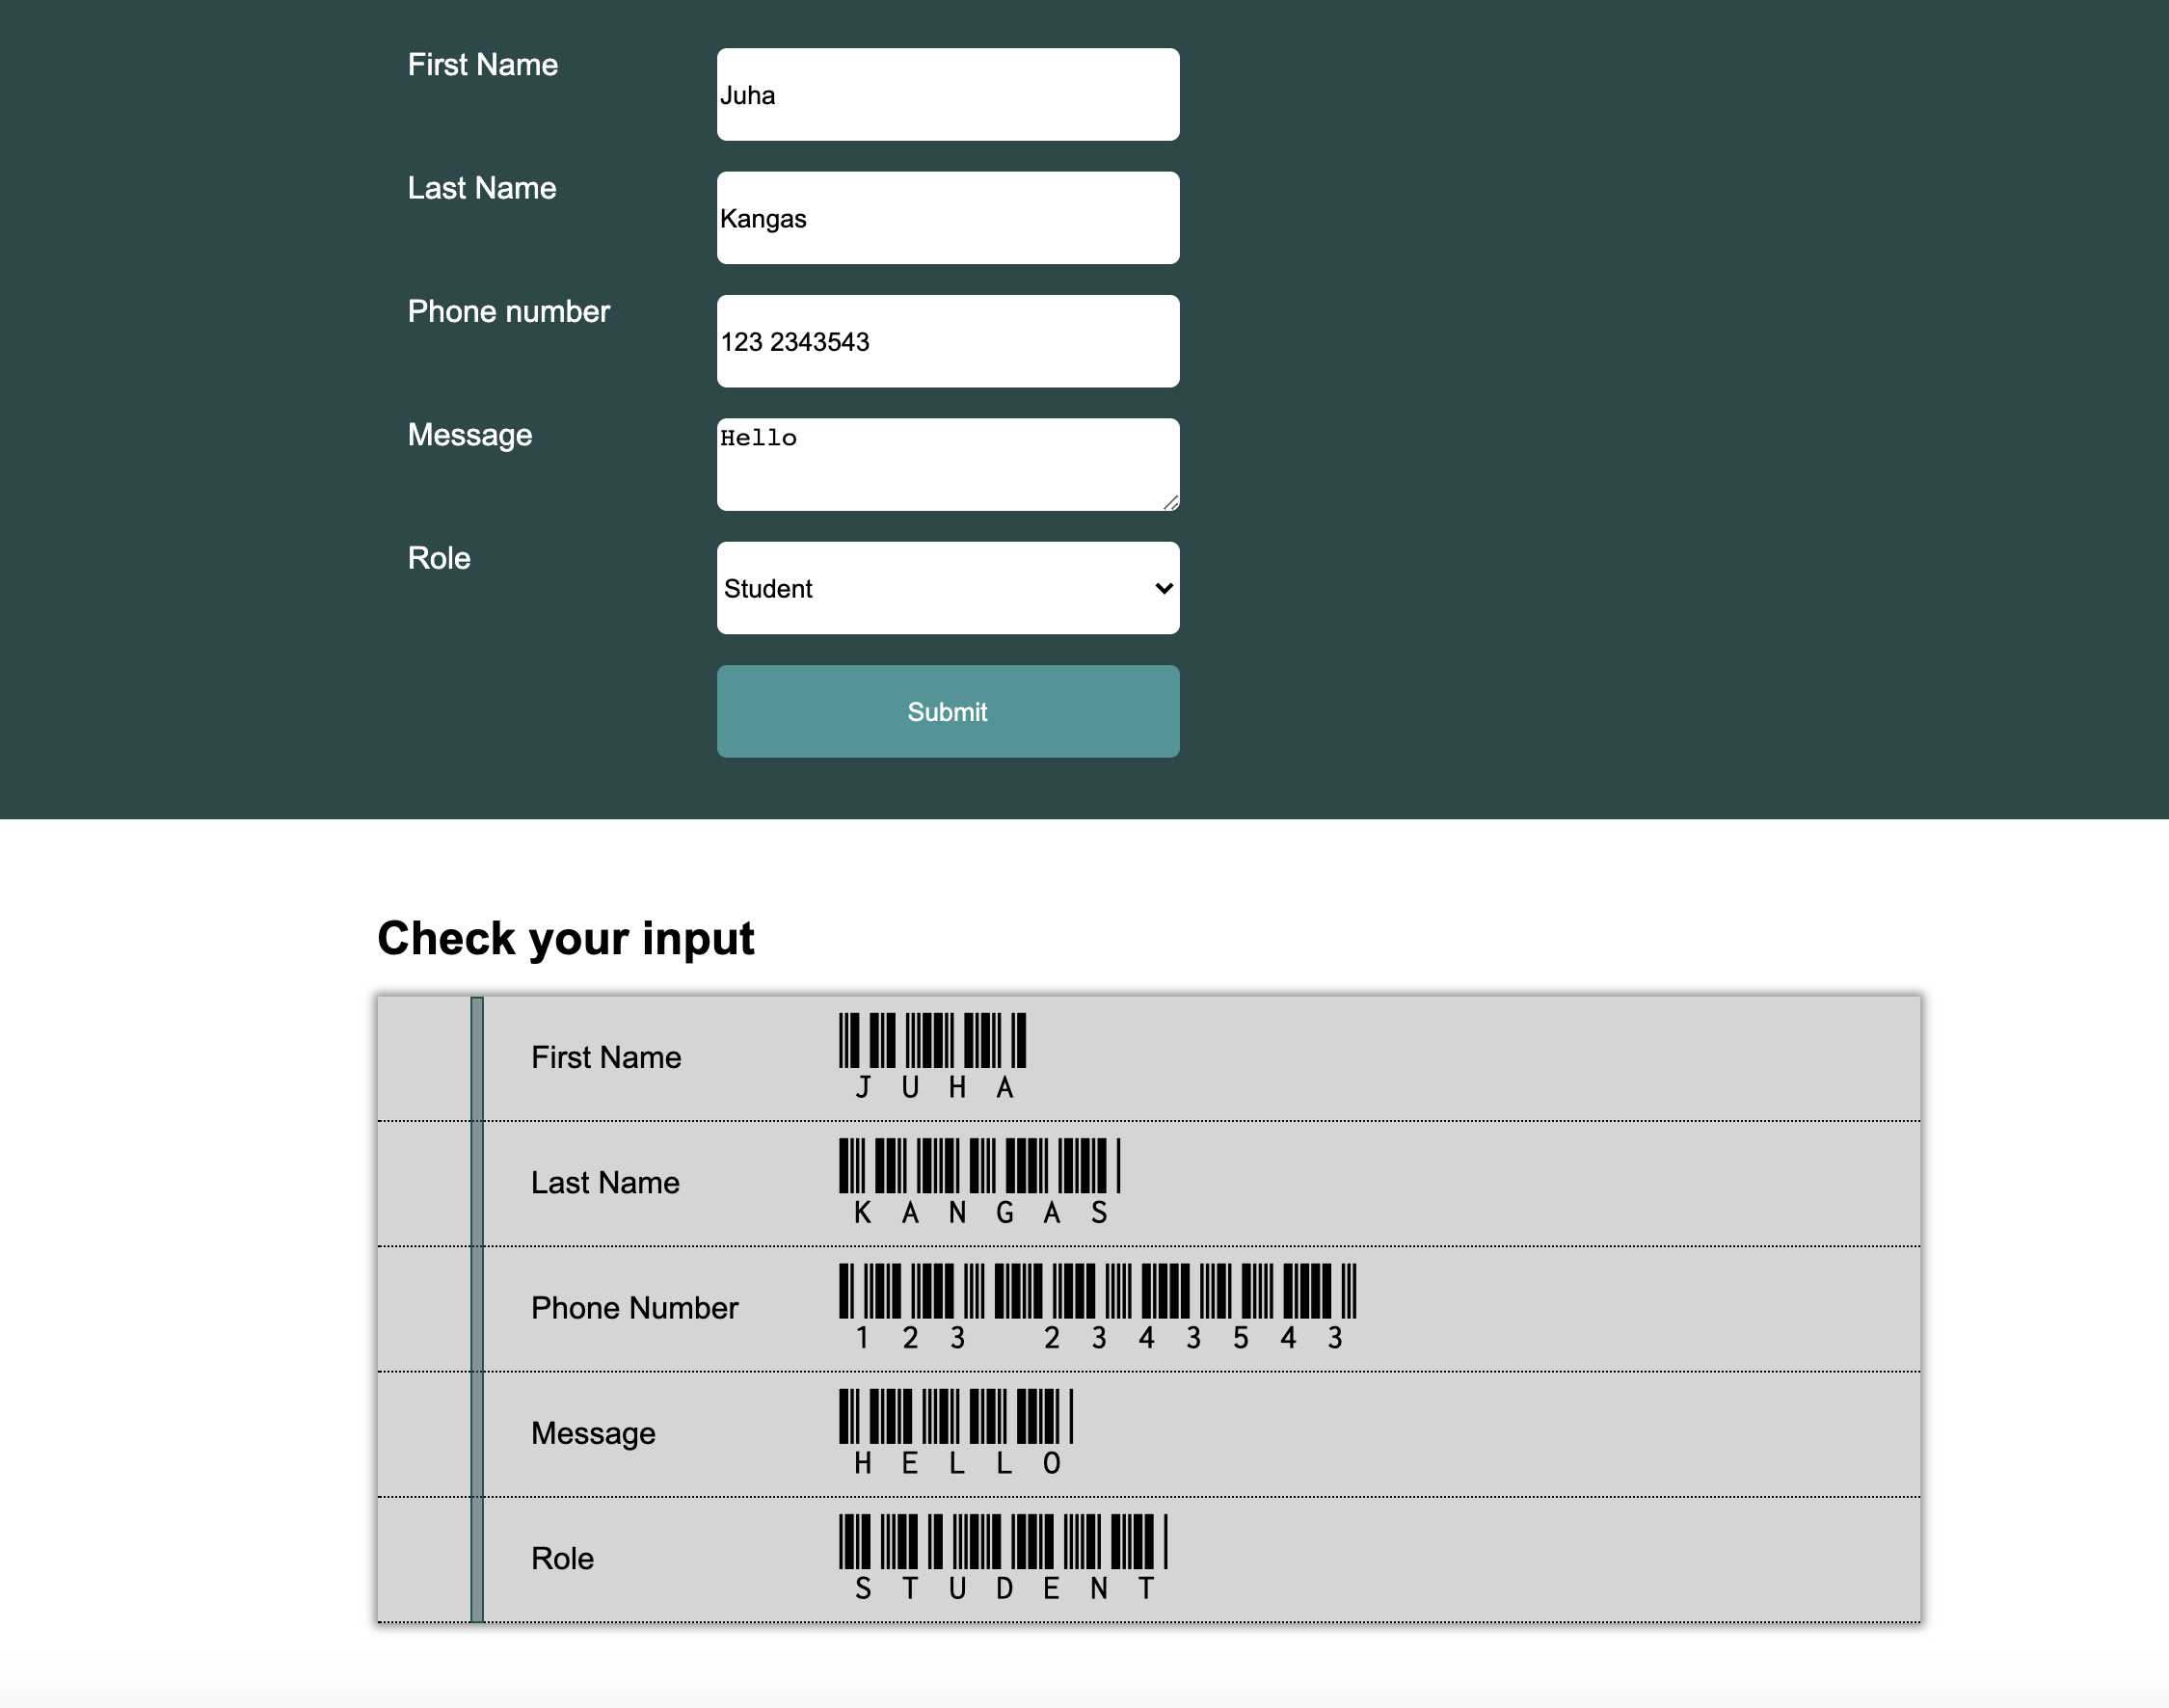 First Name
Juha
Last Name
Kangas
Phone number
123 2343543
Message
Hello
Role
Student
Submit
Check your input
First Name
J U H A
Last Name
K A N G A S
Phone Number
1 2 3   2 3 4 3 5 4 3
Message
H E L L O
Role
S T U D E N T